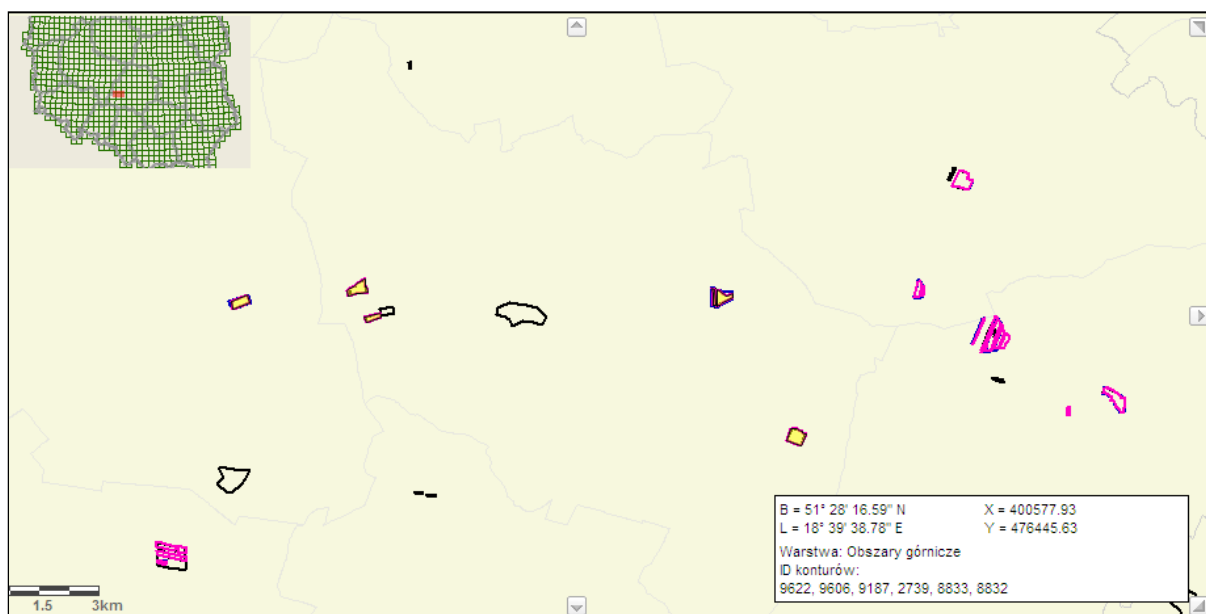 B = 51° 28' 16.59" N X = 400577.93
L = 18° 39' 38.78" E Y = 476445.63
Warstwa: Obszary górnicze
ID konturów:
9622, 9606, 9187, 2739, 8833, 8832
1.5 3km